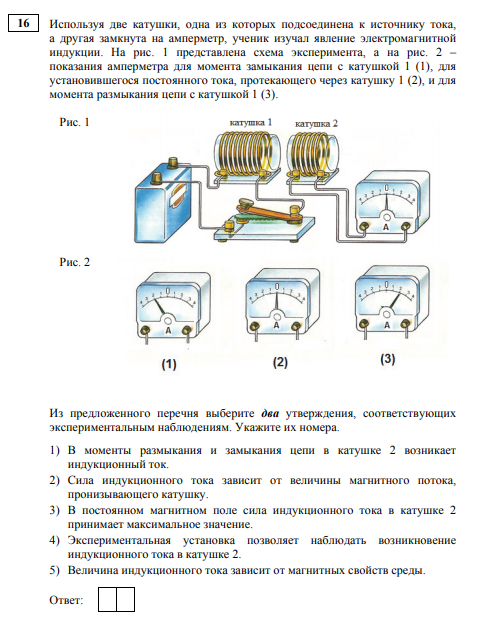 16
Используя две катушки, одна из которых подсоединена к источнику тока,
а другая замкнута на амперметр, ученик изучал явление электромагнитной
индукции. На рис. 1 представлена схема эксперимента, а на рис. 2 –
показания амперметра для момента замыкания цепи с катушкой 1 (1), для
установившегося постоянного тока, протекающего через катушку 1 (2), и для
момента размыкания цепи с катушкой 1 (3).
Рис. 1
катушка 1 катушка 2
A
Рис. 2
A A A
(1) (2) (3)
Из предложенного перечня выберите два утверждения, соответствующих
экспериментальным наблюдениям. Укажите их номера.
1) В моменты размыкания и замыкания цепи в катушке 2 возникает
индукционный ток.
2) Сила индукционного тока зависит от величины магнитного потока,
пронизывающего катушку.
3) В постоянном магнитном поле сила индукционного тока в катушке 2
принимает максимальное значение.
4) Экспериментальная установка позволяет наблюдать возникновение
индукционного тока в катушке 2.
5) Величина индукционного тока зависит от магнитных свойств среды.
Ответ: